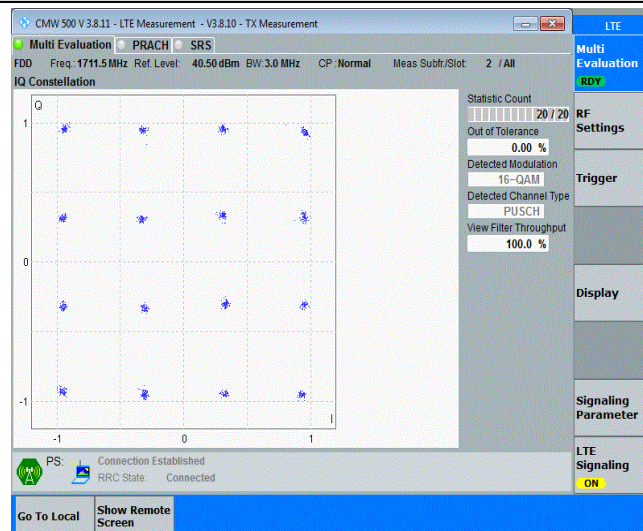 CMW 500 V 3.8.11 - LTE Measurement - V3.8.10 - TX Measurement
LTE
Multi Evaluation PRACH SRS
Multi Evaluation
RDY
FDD Freq.: 1711.5 MHz Ref. Level: 40.50 dBm BW: 3.0 MHz CP: Normal Meas Subfr./Slot: 2 / All
IQ Constellation
Q
1
0
-1
-1 0 1
I
Statistic Count
20 / 20
Out of Tolerance
0.00 %
Detected Modulation
16-QAM
Detected Channel Type
PUSCH
View Filter Throughput
100.0 %
RF
Settings
Trigger
Display
Signaling
Parameter
LTE
Signaling
ON
PS: Connection Established
RRC State: Connected
Go To Local
Show Remote
Screen